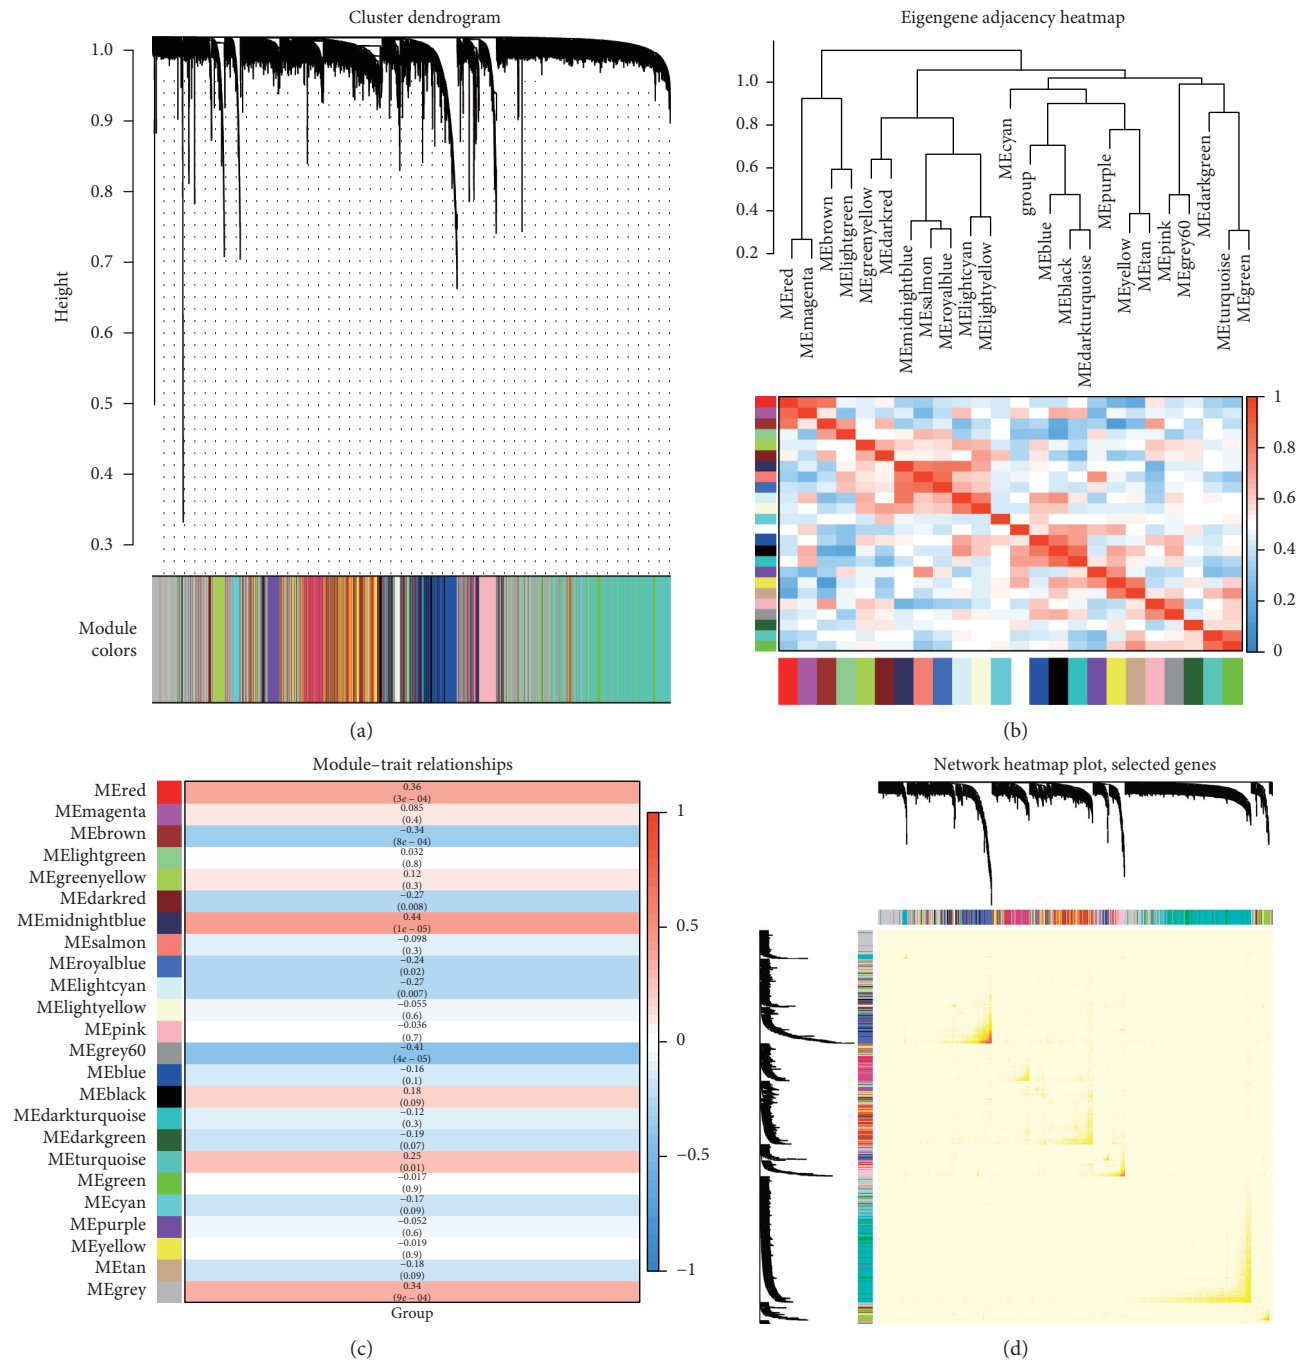 Cluster dendrogram
1.0
0.9
0.8
0.7
0.6
0.5
0.4
0.3
Height
Module
colors
(a)
Eigengene adjacency heatmap
1.0
0.8
0.6
0.4
0.2
MEred
MEmagenta
MEbrown
MElightgreen
MEgreenyellow
MEdarkred
MEmidnightblue
MEsalmon
MEroyalblue
MElightcyan
MElightyellow
MEcyan
group
MEblue
MEblack
MEdarkturquoise
MEpurple
MEyellow
MEtan
MEpink
MEgrey60
MEdarkgreen
MEturquoise
MEgreen
1
0.8
0.6
0.4
0.2
0
(b)
Module–trait relationships
MEred
0.36
(3e – 04)
MEmagenta
0.085
(0.4)
MEbrown
−0.34
(8e – 04)
MElightgreen
0.032
(0.8)
MEgreenyellow
0.12
(0.3)
MEdarkred
−0.27
(0.008)
MEmidnightblue
0.44
(1e – 05)
MEsalmon
−0.098
(0.3)
MEroyalblue
−0.24
(0.02)
MElightcyan
−0.27
(0.007)
MElightyellow
−0.055
(0.6)
MEpink
−0.036
(0.7)
MEgrey60
−0.41
(4e – 05)
MEblue
−0.16
(0.1)
MEblack
0.18
(0.09)
MEdarkturquoise
−0.12
(0.3)
MEdarkgreen
−0.19
(0.07)
MEturquoise
0.25
(0.01)
MEgreen
−0.017
(0.9)
MEcyan
−0.17
(0.09)
MEpurple
−0.052
(0.6)
MEyellow
−0.019
(0.9)
MEtan
−0.18
(0.09)
MEgrey
0.34
(9e – 04)
Group
1
0.5
0
−0.5
−1
(c)
Network heatmap plot, selected genes
(d)